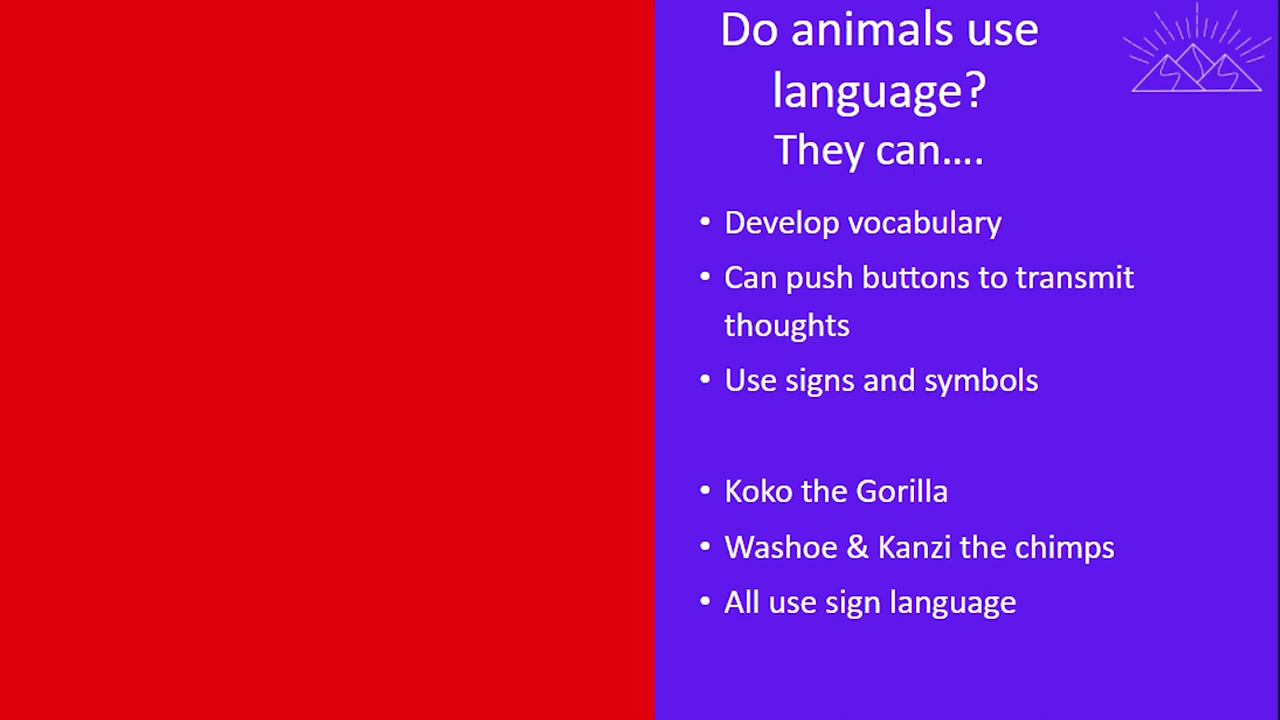 Do animals use
language?
They can….
• Develop vocabulary
• Can push buttons to transmit
thoughts
• Use signs and symbols
• Koko the Gorilla
• Washoe & Kanzi the chimps
• All use sign language